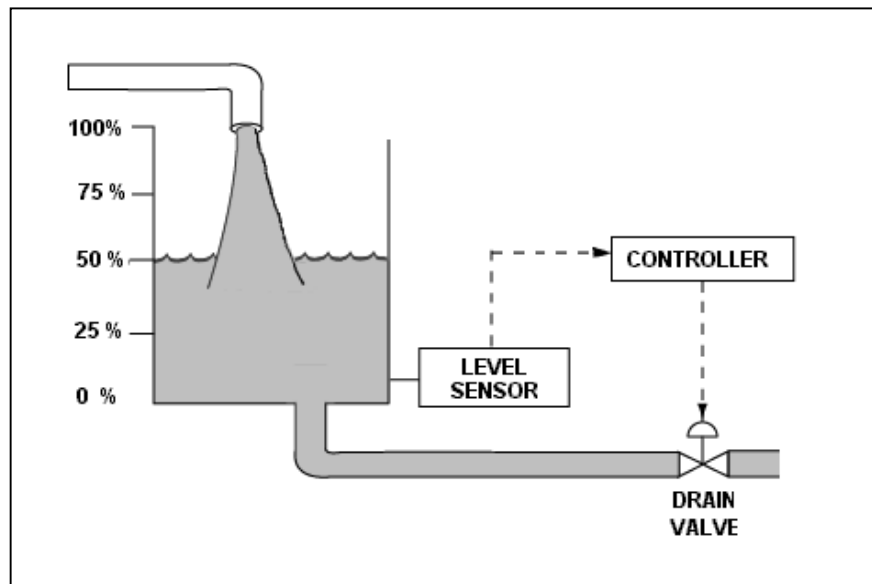 100%
75 %
50 %
25 %
0 %
CONTROLLER
LEVEL
SENSOR
DRAIN
VALVE